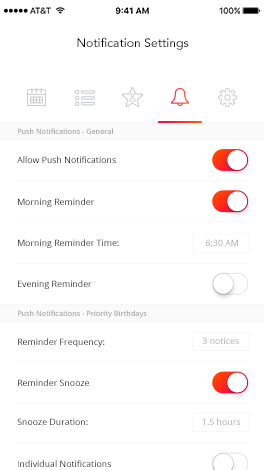 AT&T 9:41 AM 100%
Notification Settings
Push Notifications - General
Allow Push Notifications
Morning Reminder
Morning Reminder Time: 8:30 AM
Evening Reminder
Push Notifications - Priority Birthdays
Reminder Frequency: 3 notices
Reminder Snooze
Snooze Duration: 1.5 hours
Individual Notifications